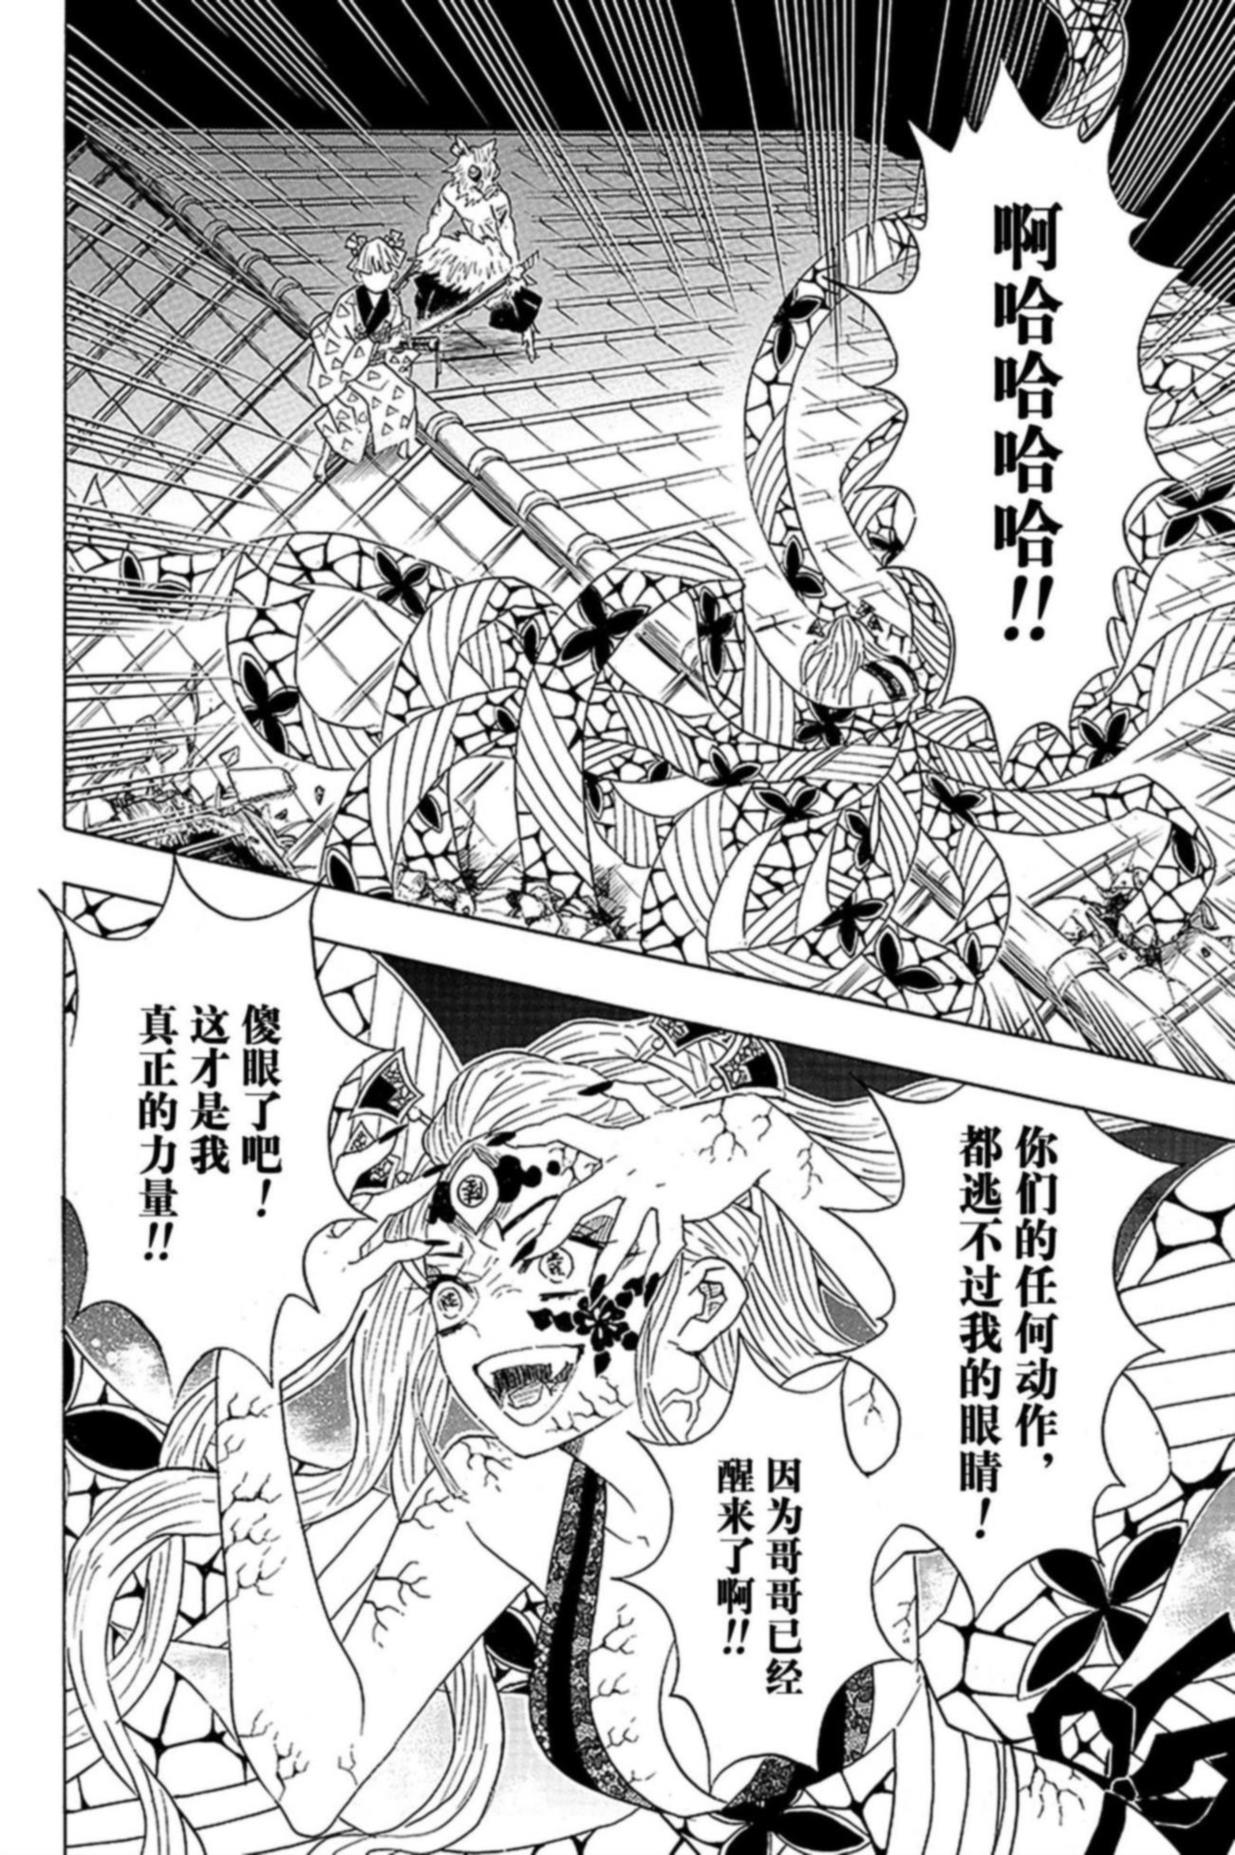 啊哈哈哈哈!!
你们的任何动作，
都逃不过我的眼睛！
因为哥哥已经
醒来了啊!!
傻眼了吧！
这才是我
真正的力量!!